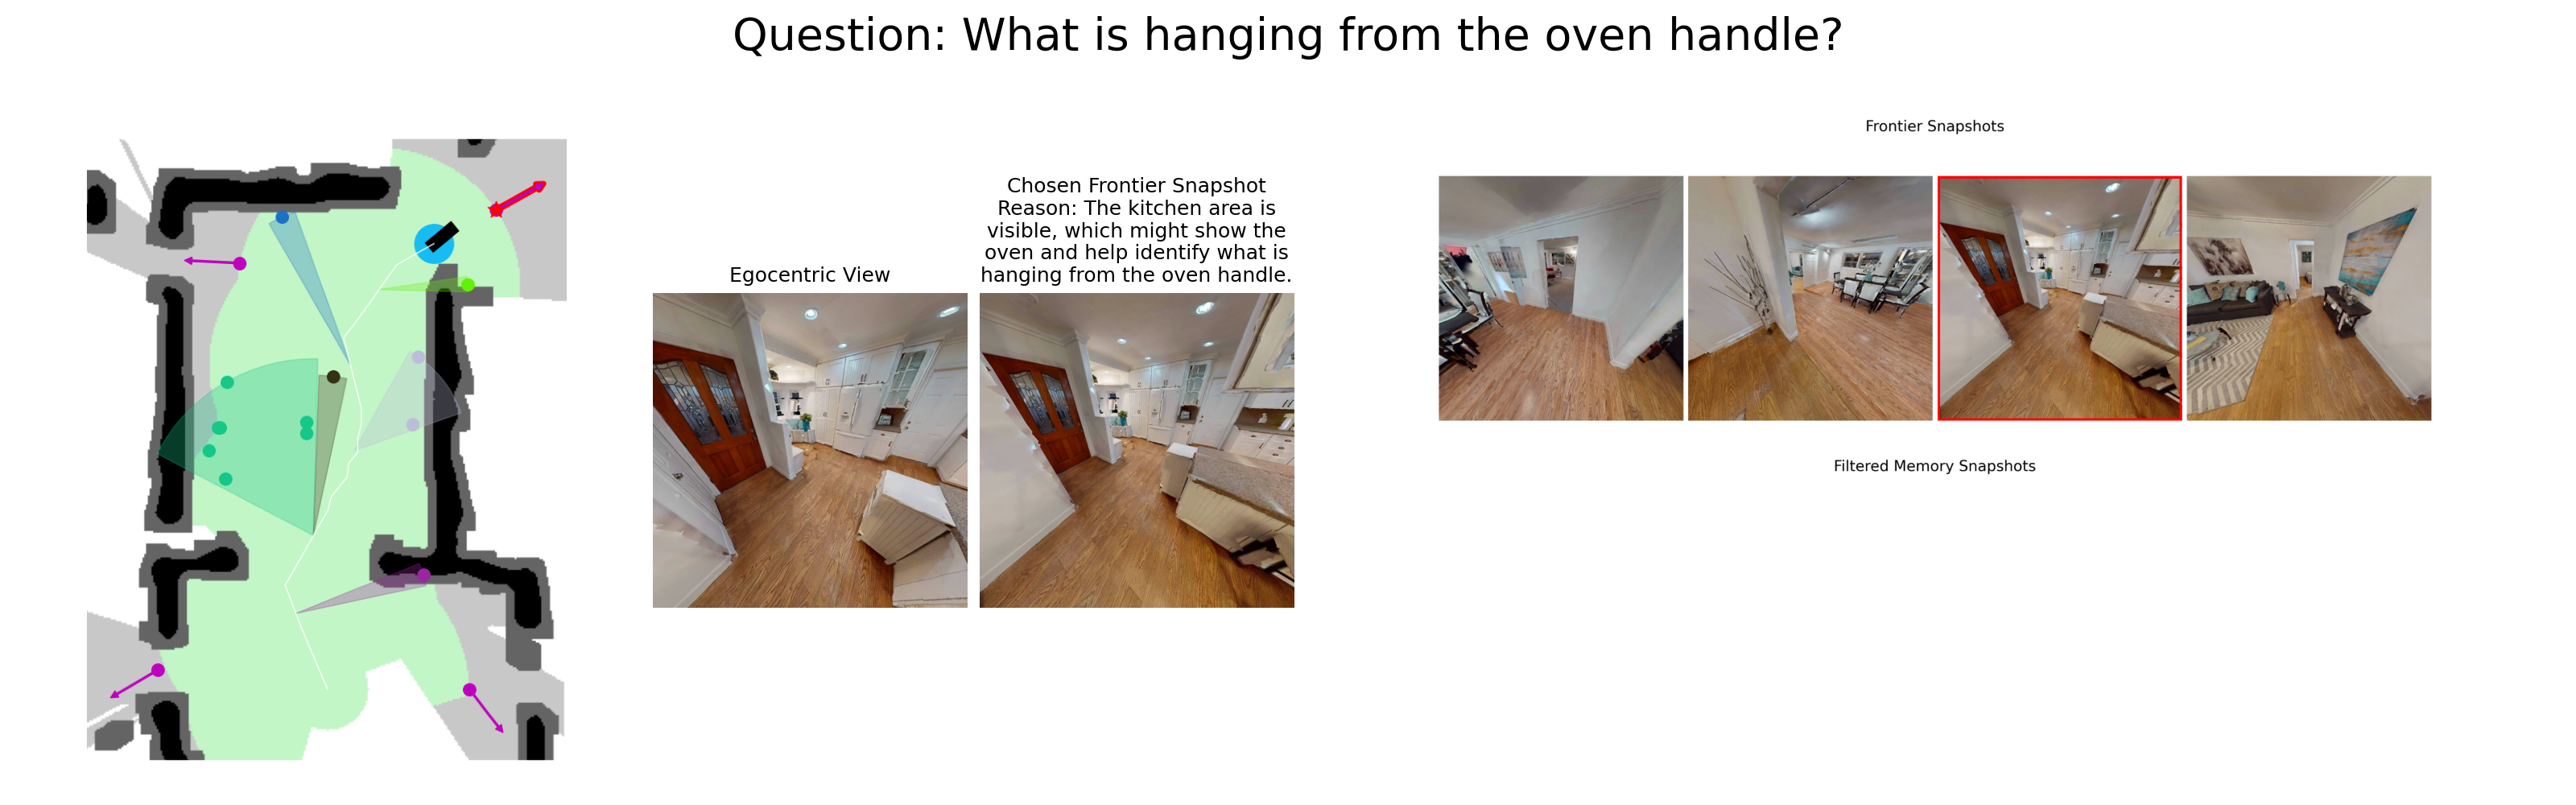 Question: What is hanging from the oven handle?
Frontier Snapshots
Chosen Frontier Snapshot
Reason: The kitchen area is
visible, which might show the
oven and help identify what is
hanging from the oven handle.
Egocentric View
Filtered Memory Snapshots